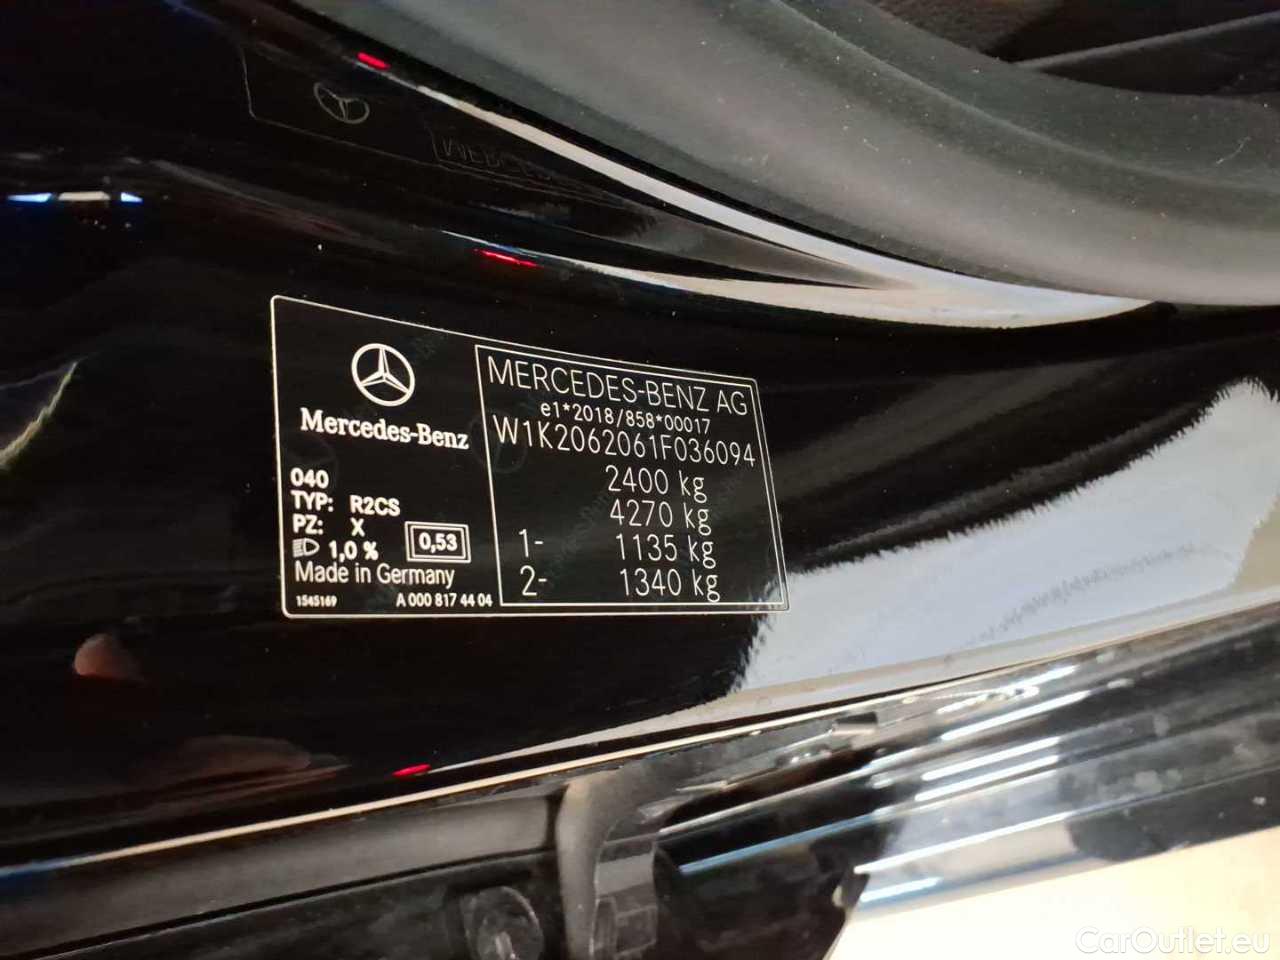 Mercedes-Benz
040
TYP: R2CS
PZ: X
1,0 % 0,53
Made in Germany
1545169 A 000 817 44 04
MERCEDES-BENZ AG
e1*2018/858*00017
W1K2062061F036094
2400 kg
4270 kg
1- 1135 kg
2- 1340 kg
CarOutlet.eu